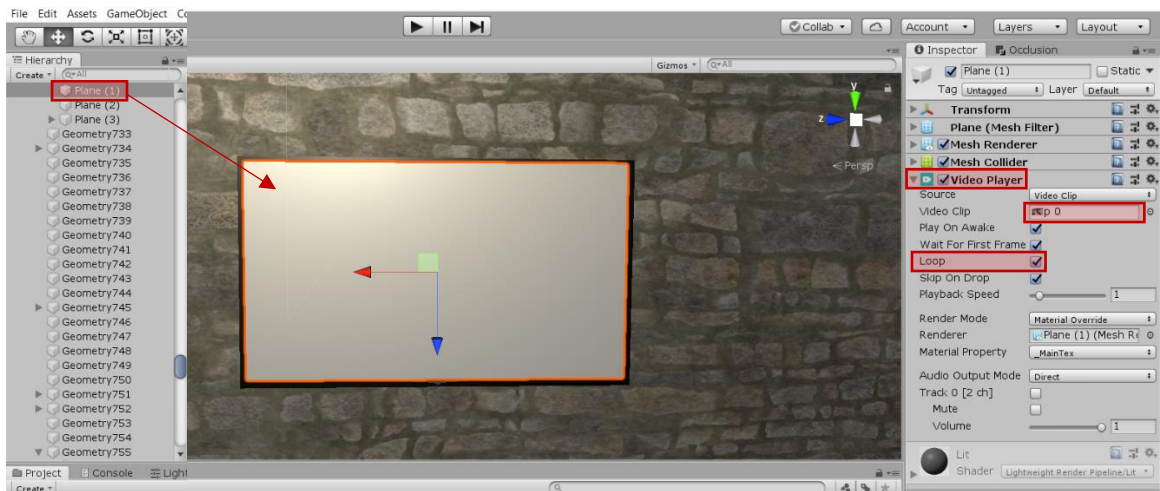 File Edit Assets GameObject Co
Collab Account Layers Layout
Hierarchy
Create All
Plane (1)
Plane (2)
Plane (3)
Geometry733
Geometry734
Geometry735
Geometry736
Geometry737
Geometry738
Geometry739
Geometry740
Geometry741
Geometry742
Geometry743
Geometry744
Geometry745
Geometry746
Geometry747
Geometry748
Geometry749
Geometry750
Geometry751
Geometry752
Geometry753
Geometry754
Geometry755
Project Console Light
Create
Gizmos All
y
z
Persp
Inspector Occlusion
Plane (1) Static
Tag Untagged Layer Default
Transform
Plane (Mesh Filter)
Mesh Renderer
Mesh Collider
Video Player
Source Video Clip
Video Clip p 0
Play On Awake
Wait For First Frame
Loop
Skip On Drop
Playback Speed 1
Render Mode Material Override
Renderer Plane (1) (Mesh Re
Material Property _MainTex
Audio Output Mode Direct
Track 0 [2 ch]
Mute
Volume 1
Lit
Shader Lightweight Render Pipeline/Lit